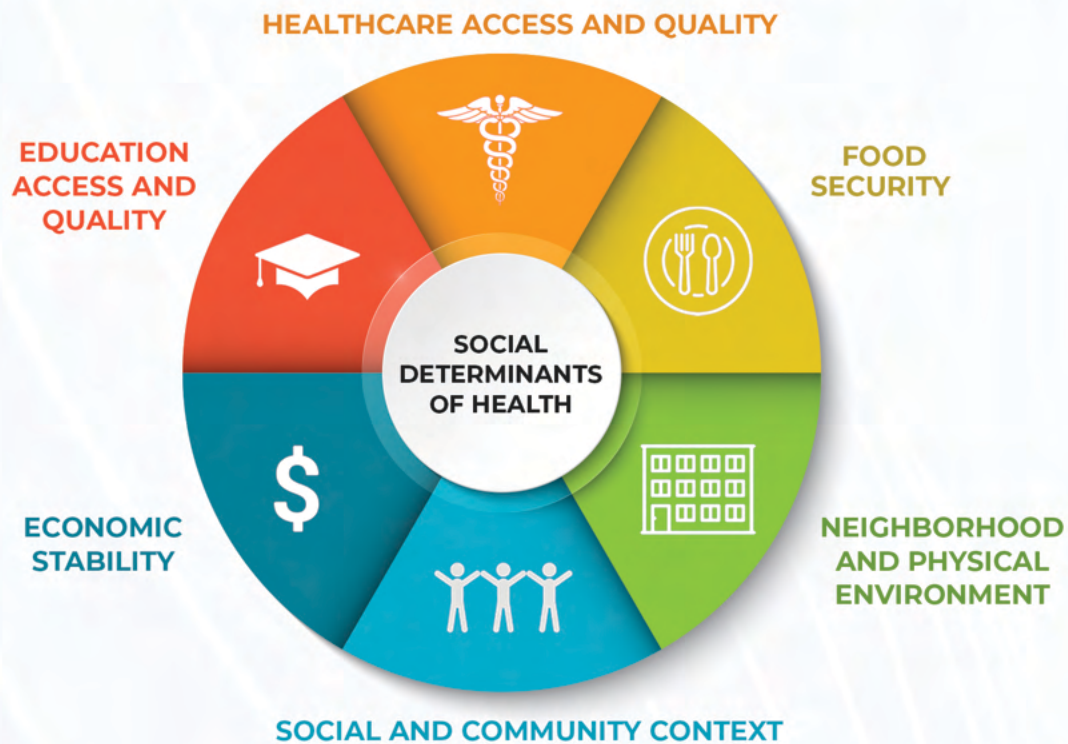 HEALTHCARE ACCESS AND QUALITY
EDUCATION
ACCESS AND
QUALITY
FOOD
SECURITY
SOCIAL
DETERMINANTS
OF HEALTH
$
ECONOMIC
STABILITY
NEIGHBORHOOD
AND PHYSICAL
ENVIRONMENT
SOCIAL AND COMMUNITY CONTEXT